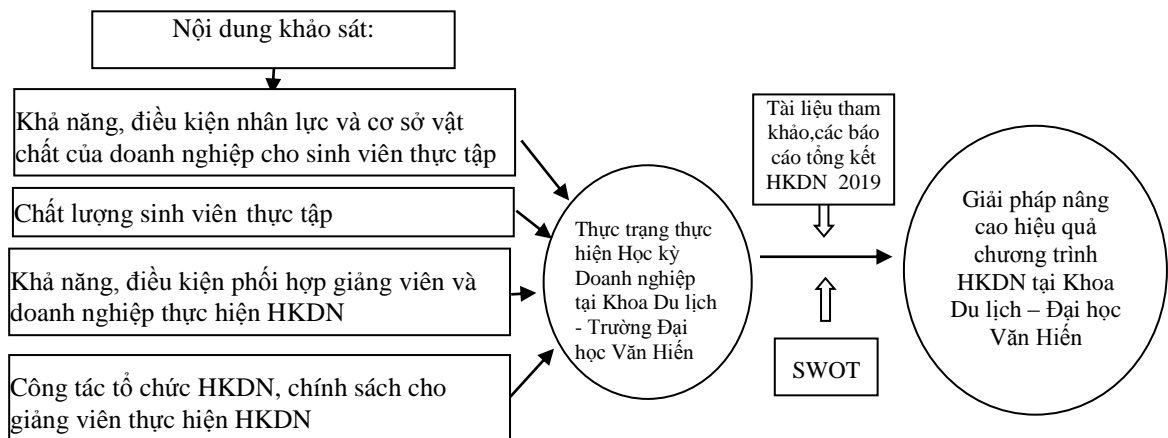 Nội dung khảo sát:
Khả năng, điều kiện nhân lực và cơ sở vật
chất của doanh nghiệp cho sinh viên thực tập
Chất lượng sinh viên thực tập
Khả năng, điều kiện phối hợp giảng viên và
doanh nghiệp thực hiện HKDN
Công tác tổ chức HKDN, chính sách cho
giảng viên thực hiện HKDN
Thực trạng thực
hiện Học kỳ
Doanh nghiệp
tại Khoa Du lịch
- Trường Đại
học Văn Hiến
Tài liệu tham
khảo,các báo
cáo tổng kết
HKDN 2019
SWOT
Giải pháp nâng
cao hiệu quả
chương trình
HKDN tại Khoa
Du lịch – Đại học
Văn Hiến